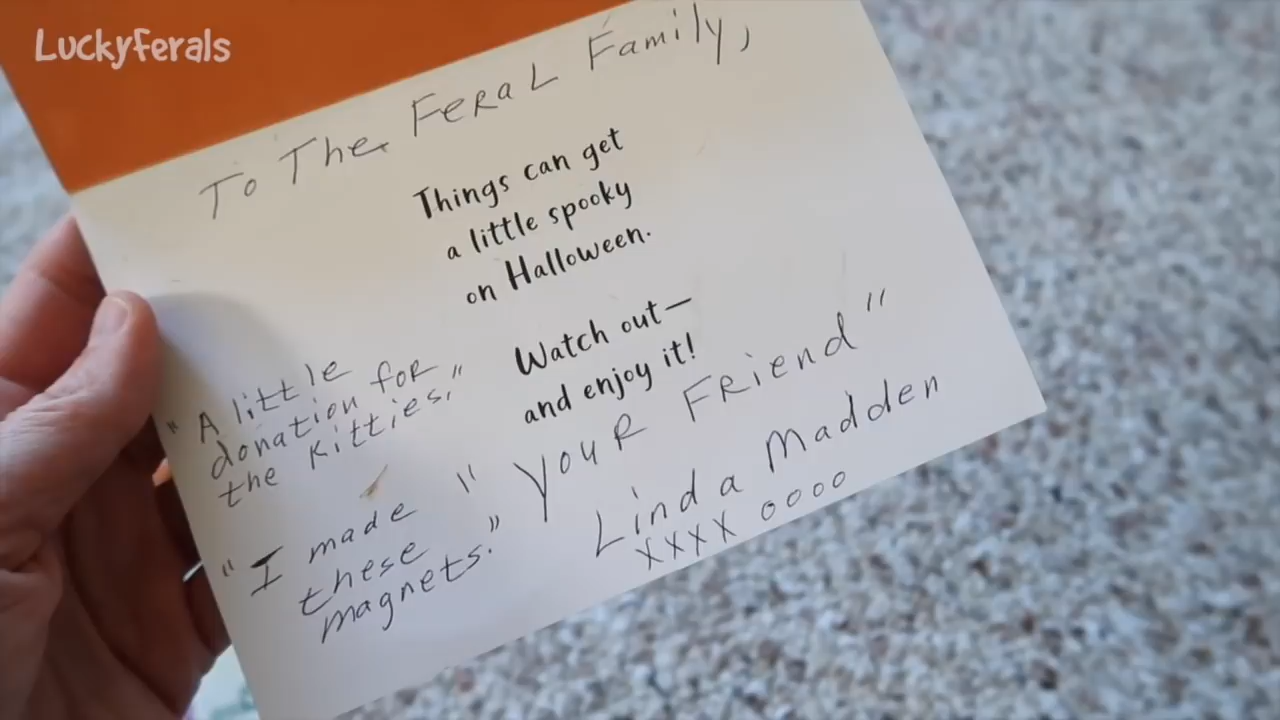 LuckyFerals
To The Feral Family,
Things can get
a little spooky
on Halloween.
Watch out—
and enjoy it!
"A little
donation for
the Kitties."
"I made
these
magnets."
"Your Friend"
Linda Madden
xxxx oooo